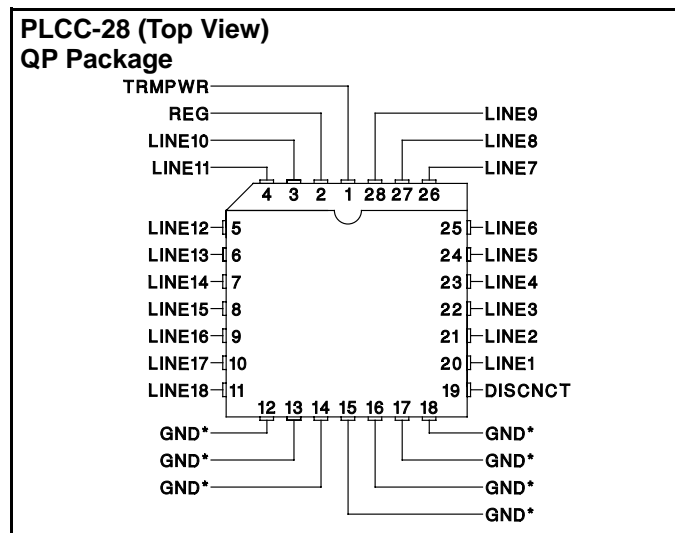 PLCC-28 (Top View)
QP Package
TRMPWR
REG LINE9
LINE10 LINE8
LINE11 LINE7
4 3 2 1 28 27 26
LINE12 5 25 LINE6
LINE13 6 24 LINE5
LINE14 7 23 LINE4
LINE15 8 22 LINE3
LINE16 9 21 LINE2
LINE17 10 20 LINE1
LINE18 11 19 DISCNCT
12 13 14 15 16 17 18
GND* GND*
GND* GND*
GND* GND*
GND*